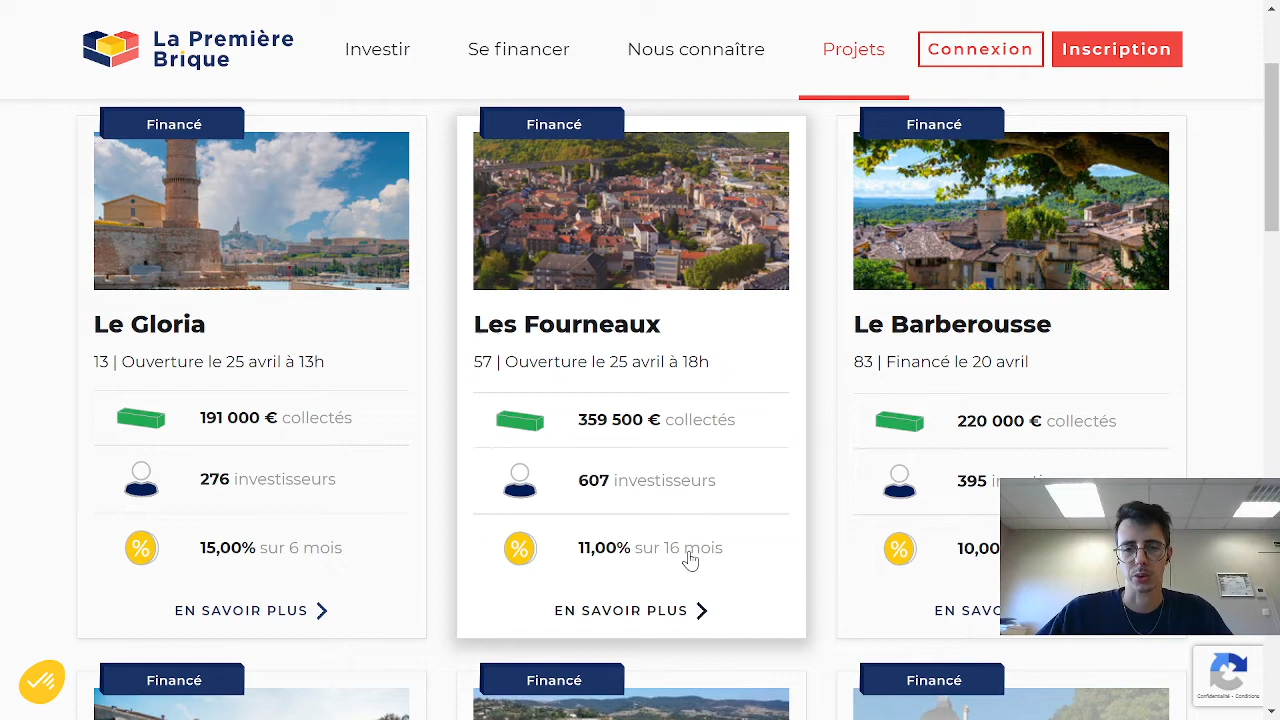 La Première
Brique
Investir
Se financer
Nous connaître
Projets
Connexion
Inscription
Financé
Le Gloria
13 | Ouverture le 25 avril à 13h
191 000 € collectés
276 investisseurs
15,00% sur 6 mois
EN SAVOIR PLUS
Financé
Les Fourneaux
57 | Ouverture le 25 avril à 18h
359 500 € collectés
607 investisseurs
11,00% sur 16 mois
EN SAVOIR PLUS
Financé
Le Barberousse
83 | Financé le 20 avril
220 000 € collectés
395
10,00
EN SAVO
Financé
Financé
Financé
Confidentialité - Conditions